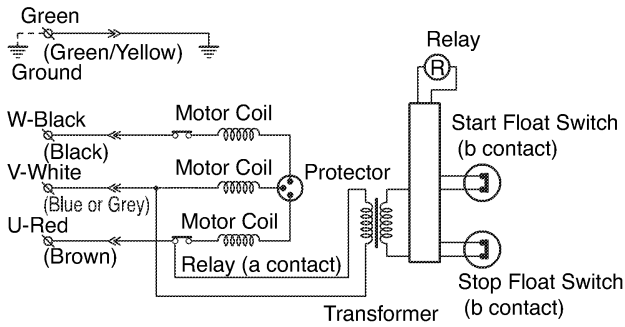 Green
(Green/Yellow)
Ground
Relay
R
W-Black
(Black)
Motor Coil
Start Float Switch
(b contact)
V-White
(Blue or Grey)
Motor Coil
Protector
U-Red
(Brown)
Motor Coil
Relay (a contact)
Transformer
Stop Float Switch
(b contact)